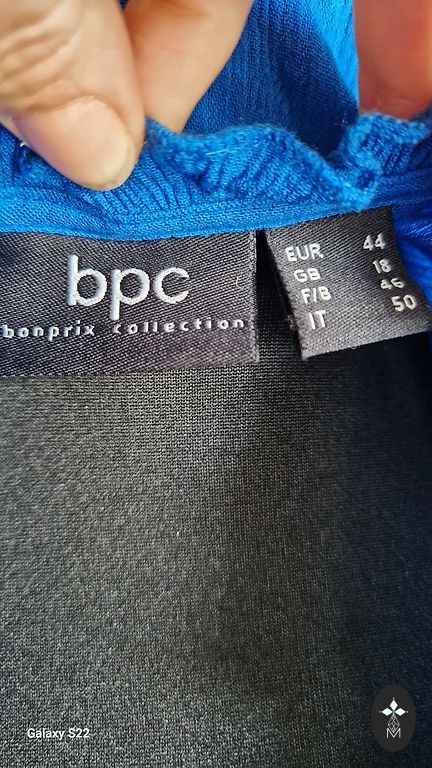 bpc
bonprix collection
EUR 44
GB 18
F/B 46
IT 50
Galaxy S22
M